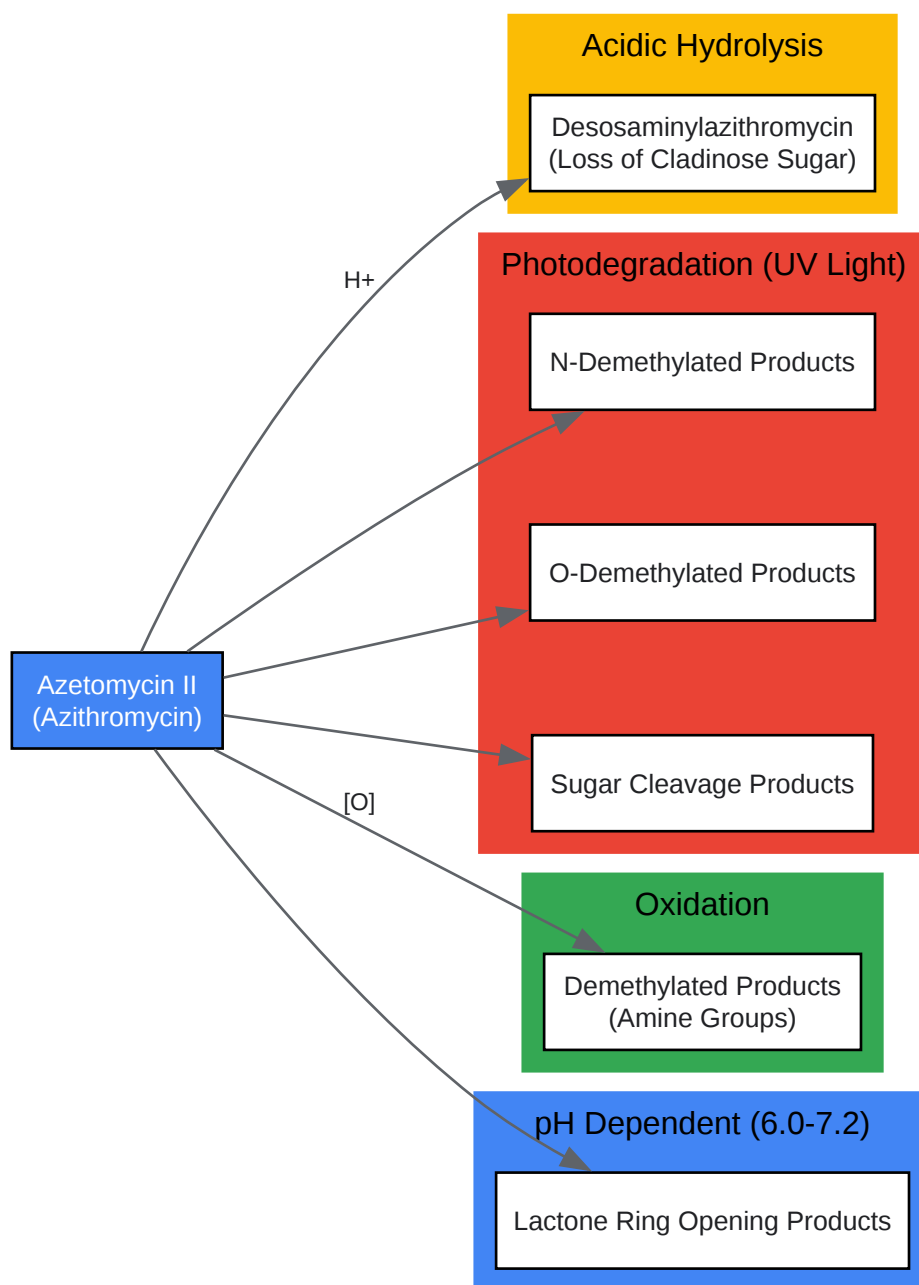 Acidic Hydrolysis
Desosaminylazithromycin
(Loss of Cladinose Sugar)
H+
Photodegradation (UV Light)
N-Demethylated Products
O-Demethylated Products
Azetomycin II
(Azithromycin)
Sugar Cleavage Products
[O]
Oxidation
Demethylated Products
(Amine Groups)
pH Dependent (6.0-7.2)
Lactone Ring Opening Products